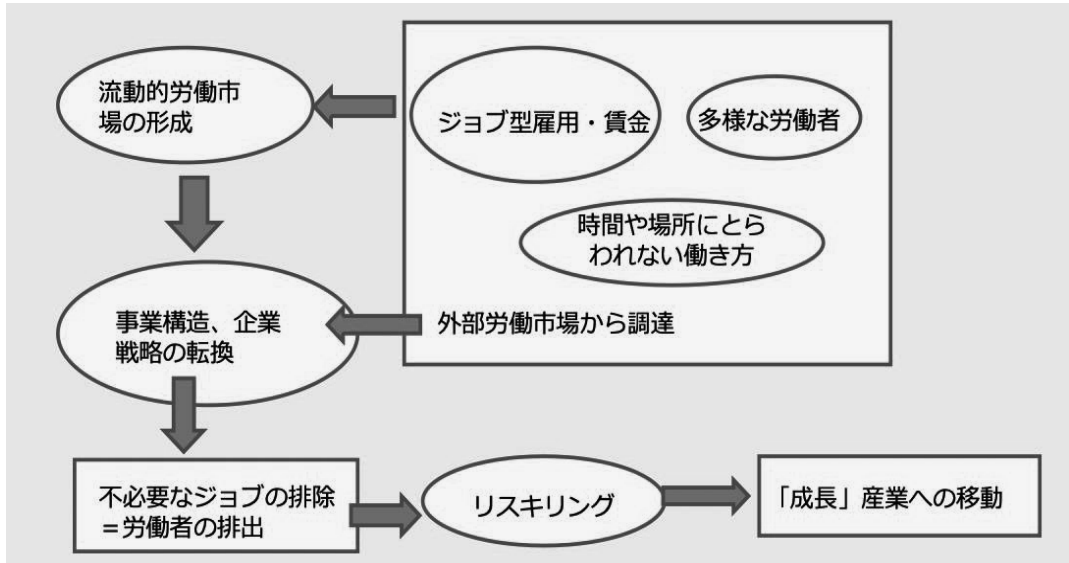 流動的労働市
場の形成
ジョブ型雇用・賃金
多様な労働者
時間や場所にとら
われない働き方
事業構造、企業
戦略の転換
外部労働市場から調達
不必要なジョブの排除
＝労働者の排出
リスキリング
「成長」産業への移動